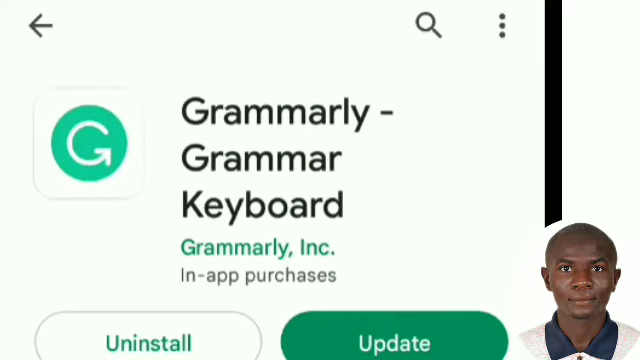 Grammarly -
Grammar
Keyboard
Grammarly, Inc.
In-app purchases
Uninstall
Update